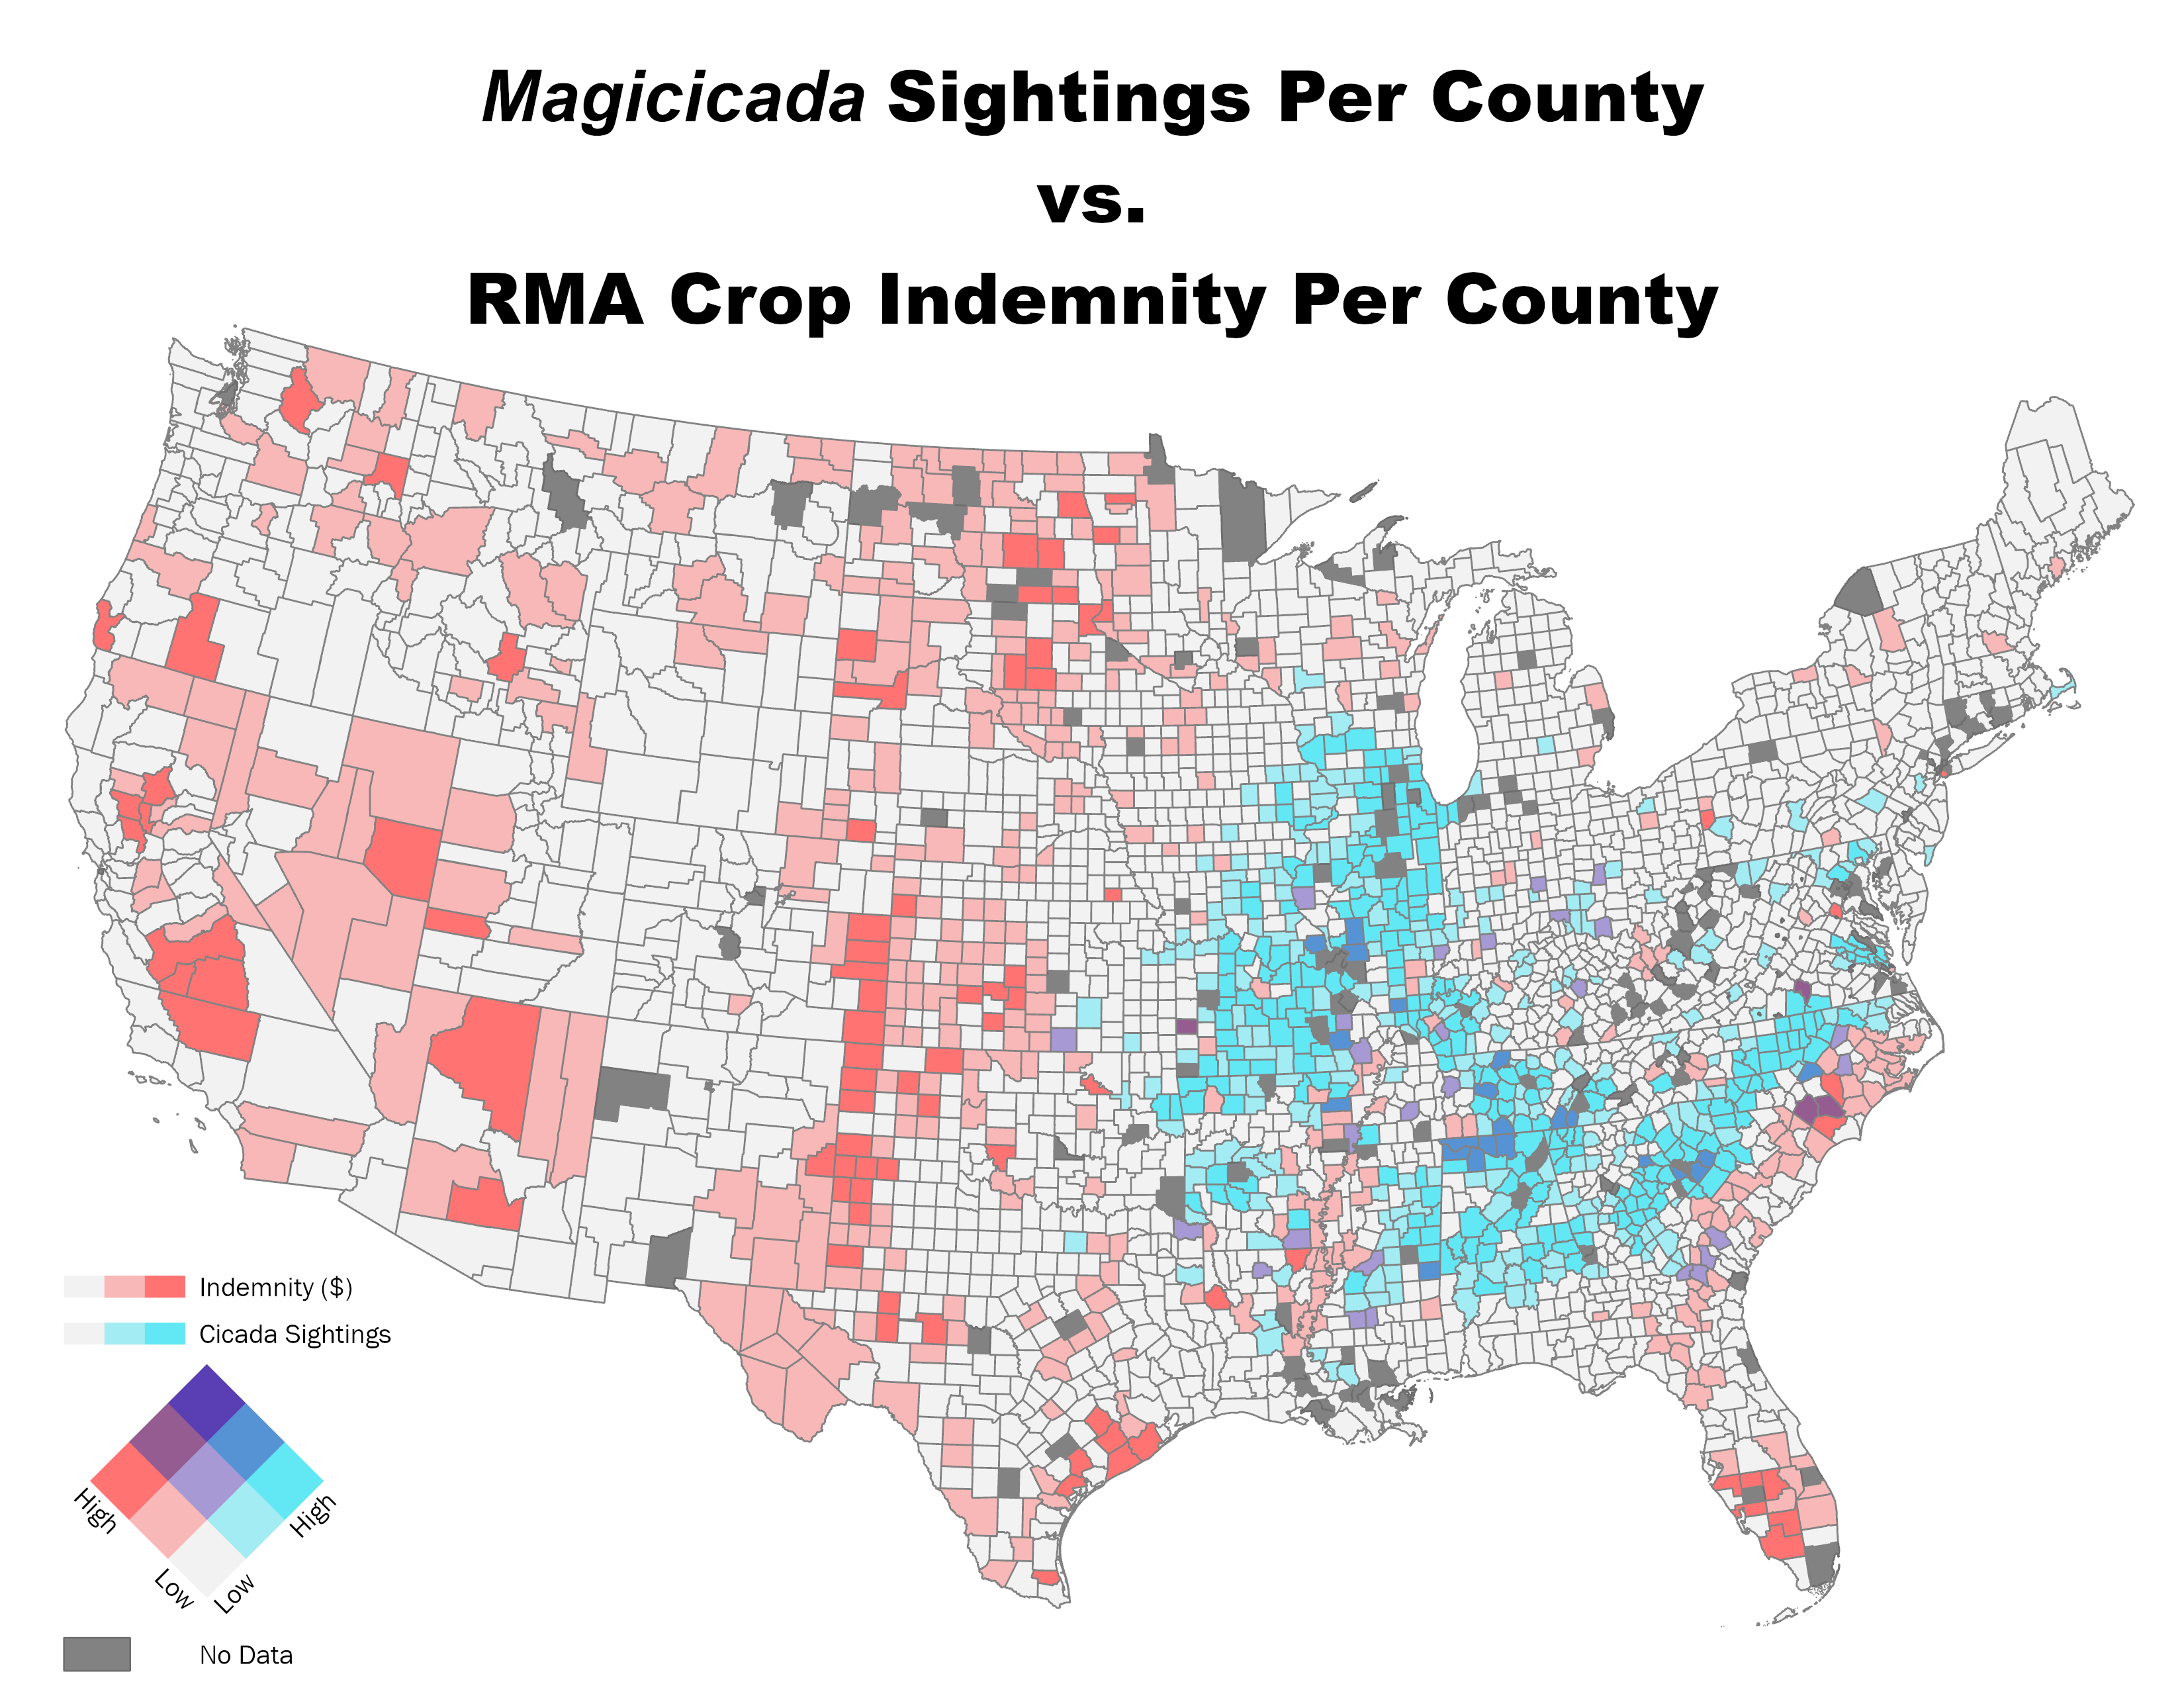 Magicicada Sightings Per County
vs.
RMA Crop Indemnity Per County
Indemnity ($)
Cicada Sightings
High
High
Low
Low
No Data